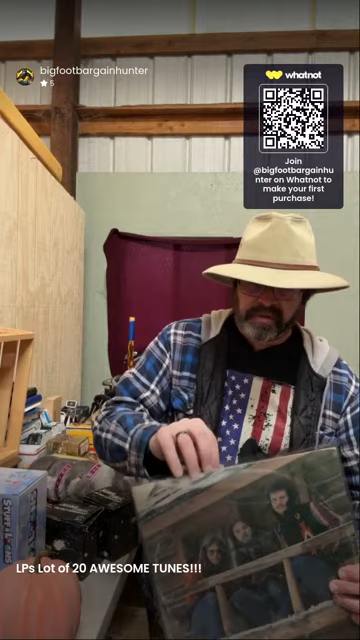 bigfootbargainhunter
5
whatnot
Join
@bigfootbargainhu
nter on Whatnot to
make your first
purchase!
LPs Lot of 20 AWESOME TUNES!!!